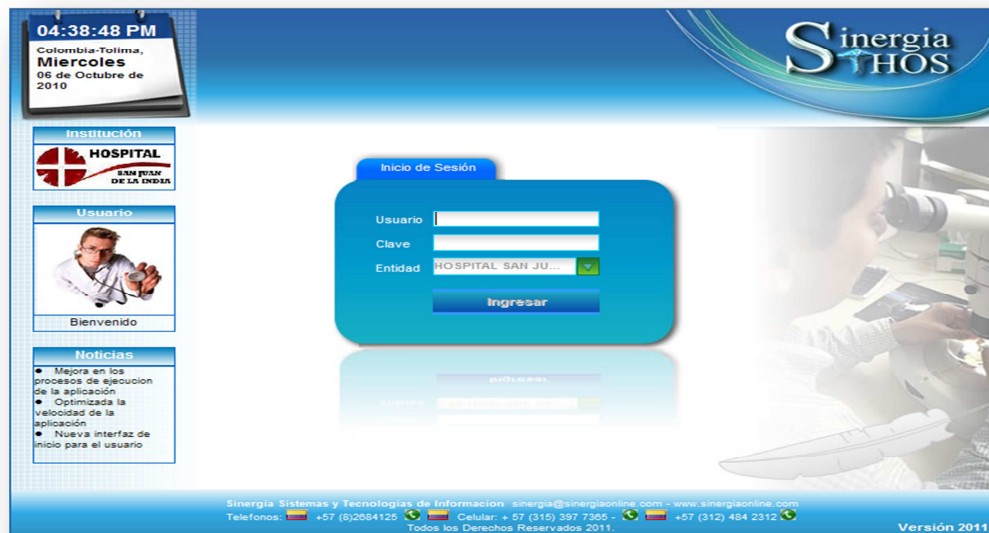 04:38:48 PM
Colombia-Tolima,
Miercoles
06 de Octubre de
2010
Sinergia
HOS
Institución
HOSPITAL
SAN JUAN
DE LA INDIA
Usuario
Bienvenido
Noticias
Mejora en los
procesos de ejecucion
de la aplicación
Optimizada la
velocidad de la
aplicación
Nueva interfaz de
inicio para el usuario
Inicio de Sesión
Usuario
Clave
Entidad HOSPITAL SAN JU...
Ingresar
Sinergia Sistemas y Tecnologias de Informacion sinergia@sinergiaonline.com - www.sinergiaonline.com
Telefonos: +57 (8)2684125 Celular: + 57 (315) 397 7365 - +57 (312) 484 2312
Todos los Derechos Reservados 2011.
Versión 2011